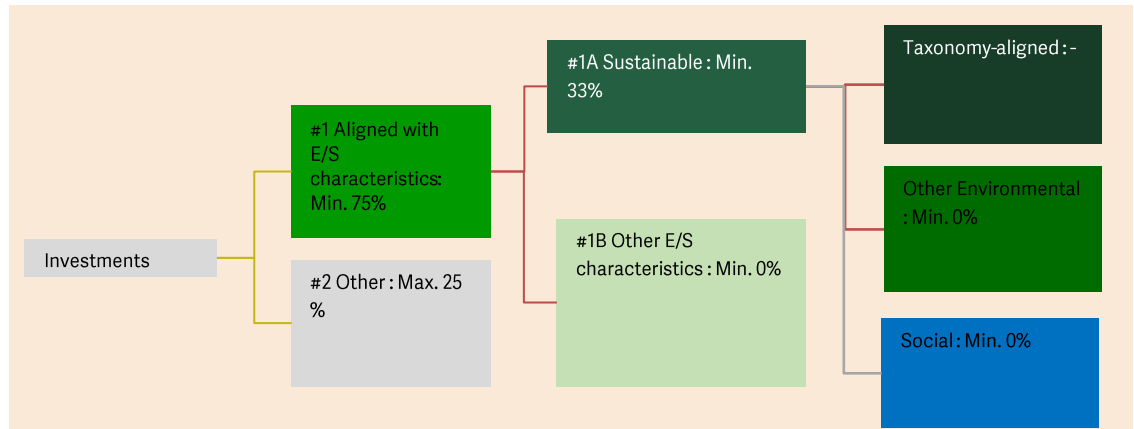 Investments
#1 Aligned with
E/S
characteristics:
Min. 75%
#2 Other : Max. 25
%
#1A Sustainable : Min.
33%
#1B Other E/S
characteristics : Min. 0%
Taxonomy-aligned : -
Other Environmental
: Min. 0%
Social : Min. 0%